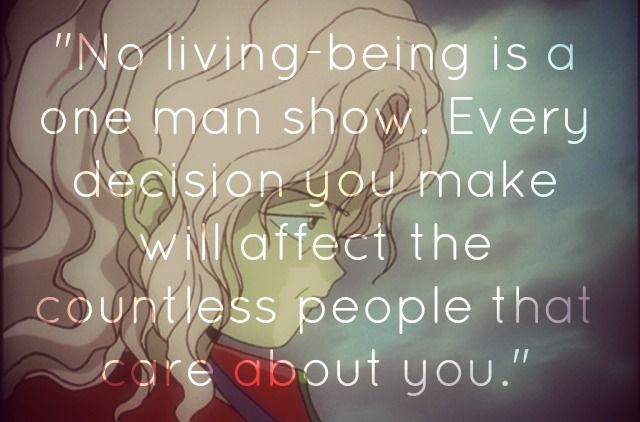 "No living-being is a
one man show. Every
decision you make
will affect the
countless people that
care about you."